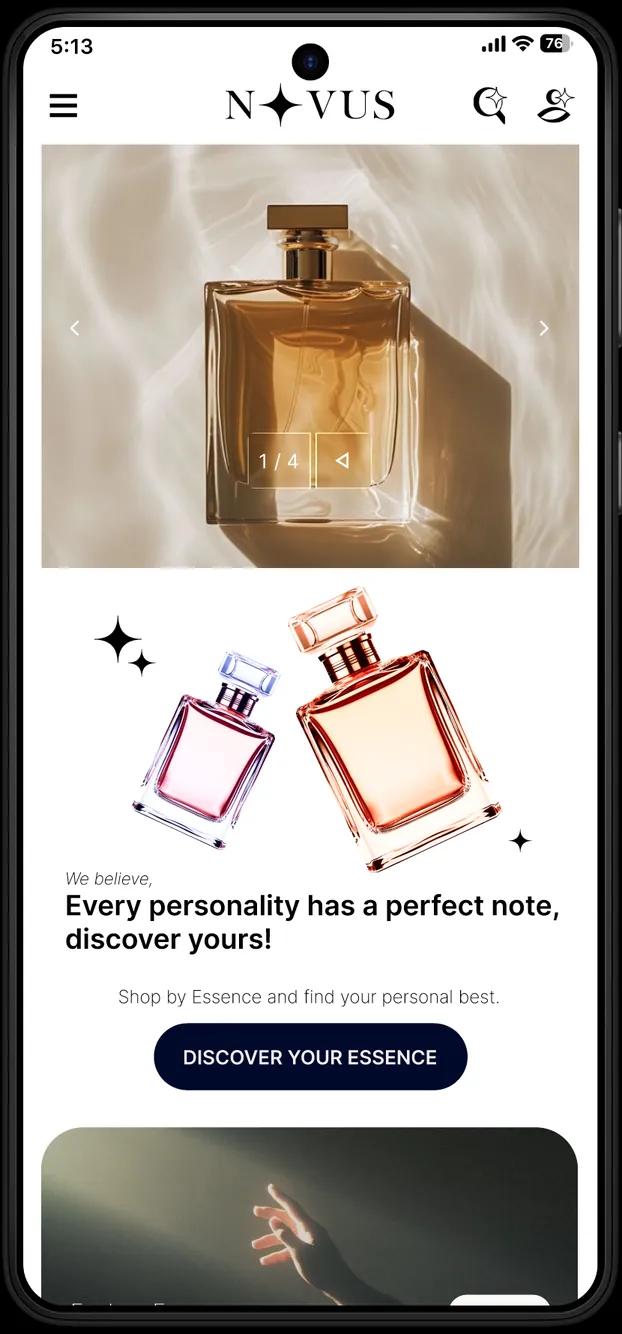 5:13
76
N✦VUS
1 / 4
We believe,
Every personality has a perfect note,
discover yours!
Shop by Essence and find your personal best.
DISCOVER YOUR ESSENCE